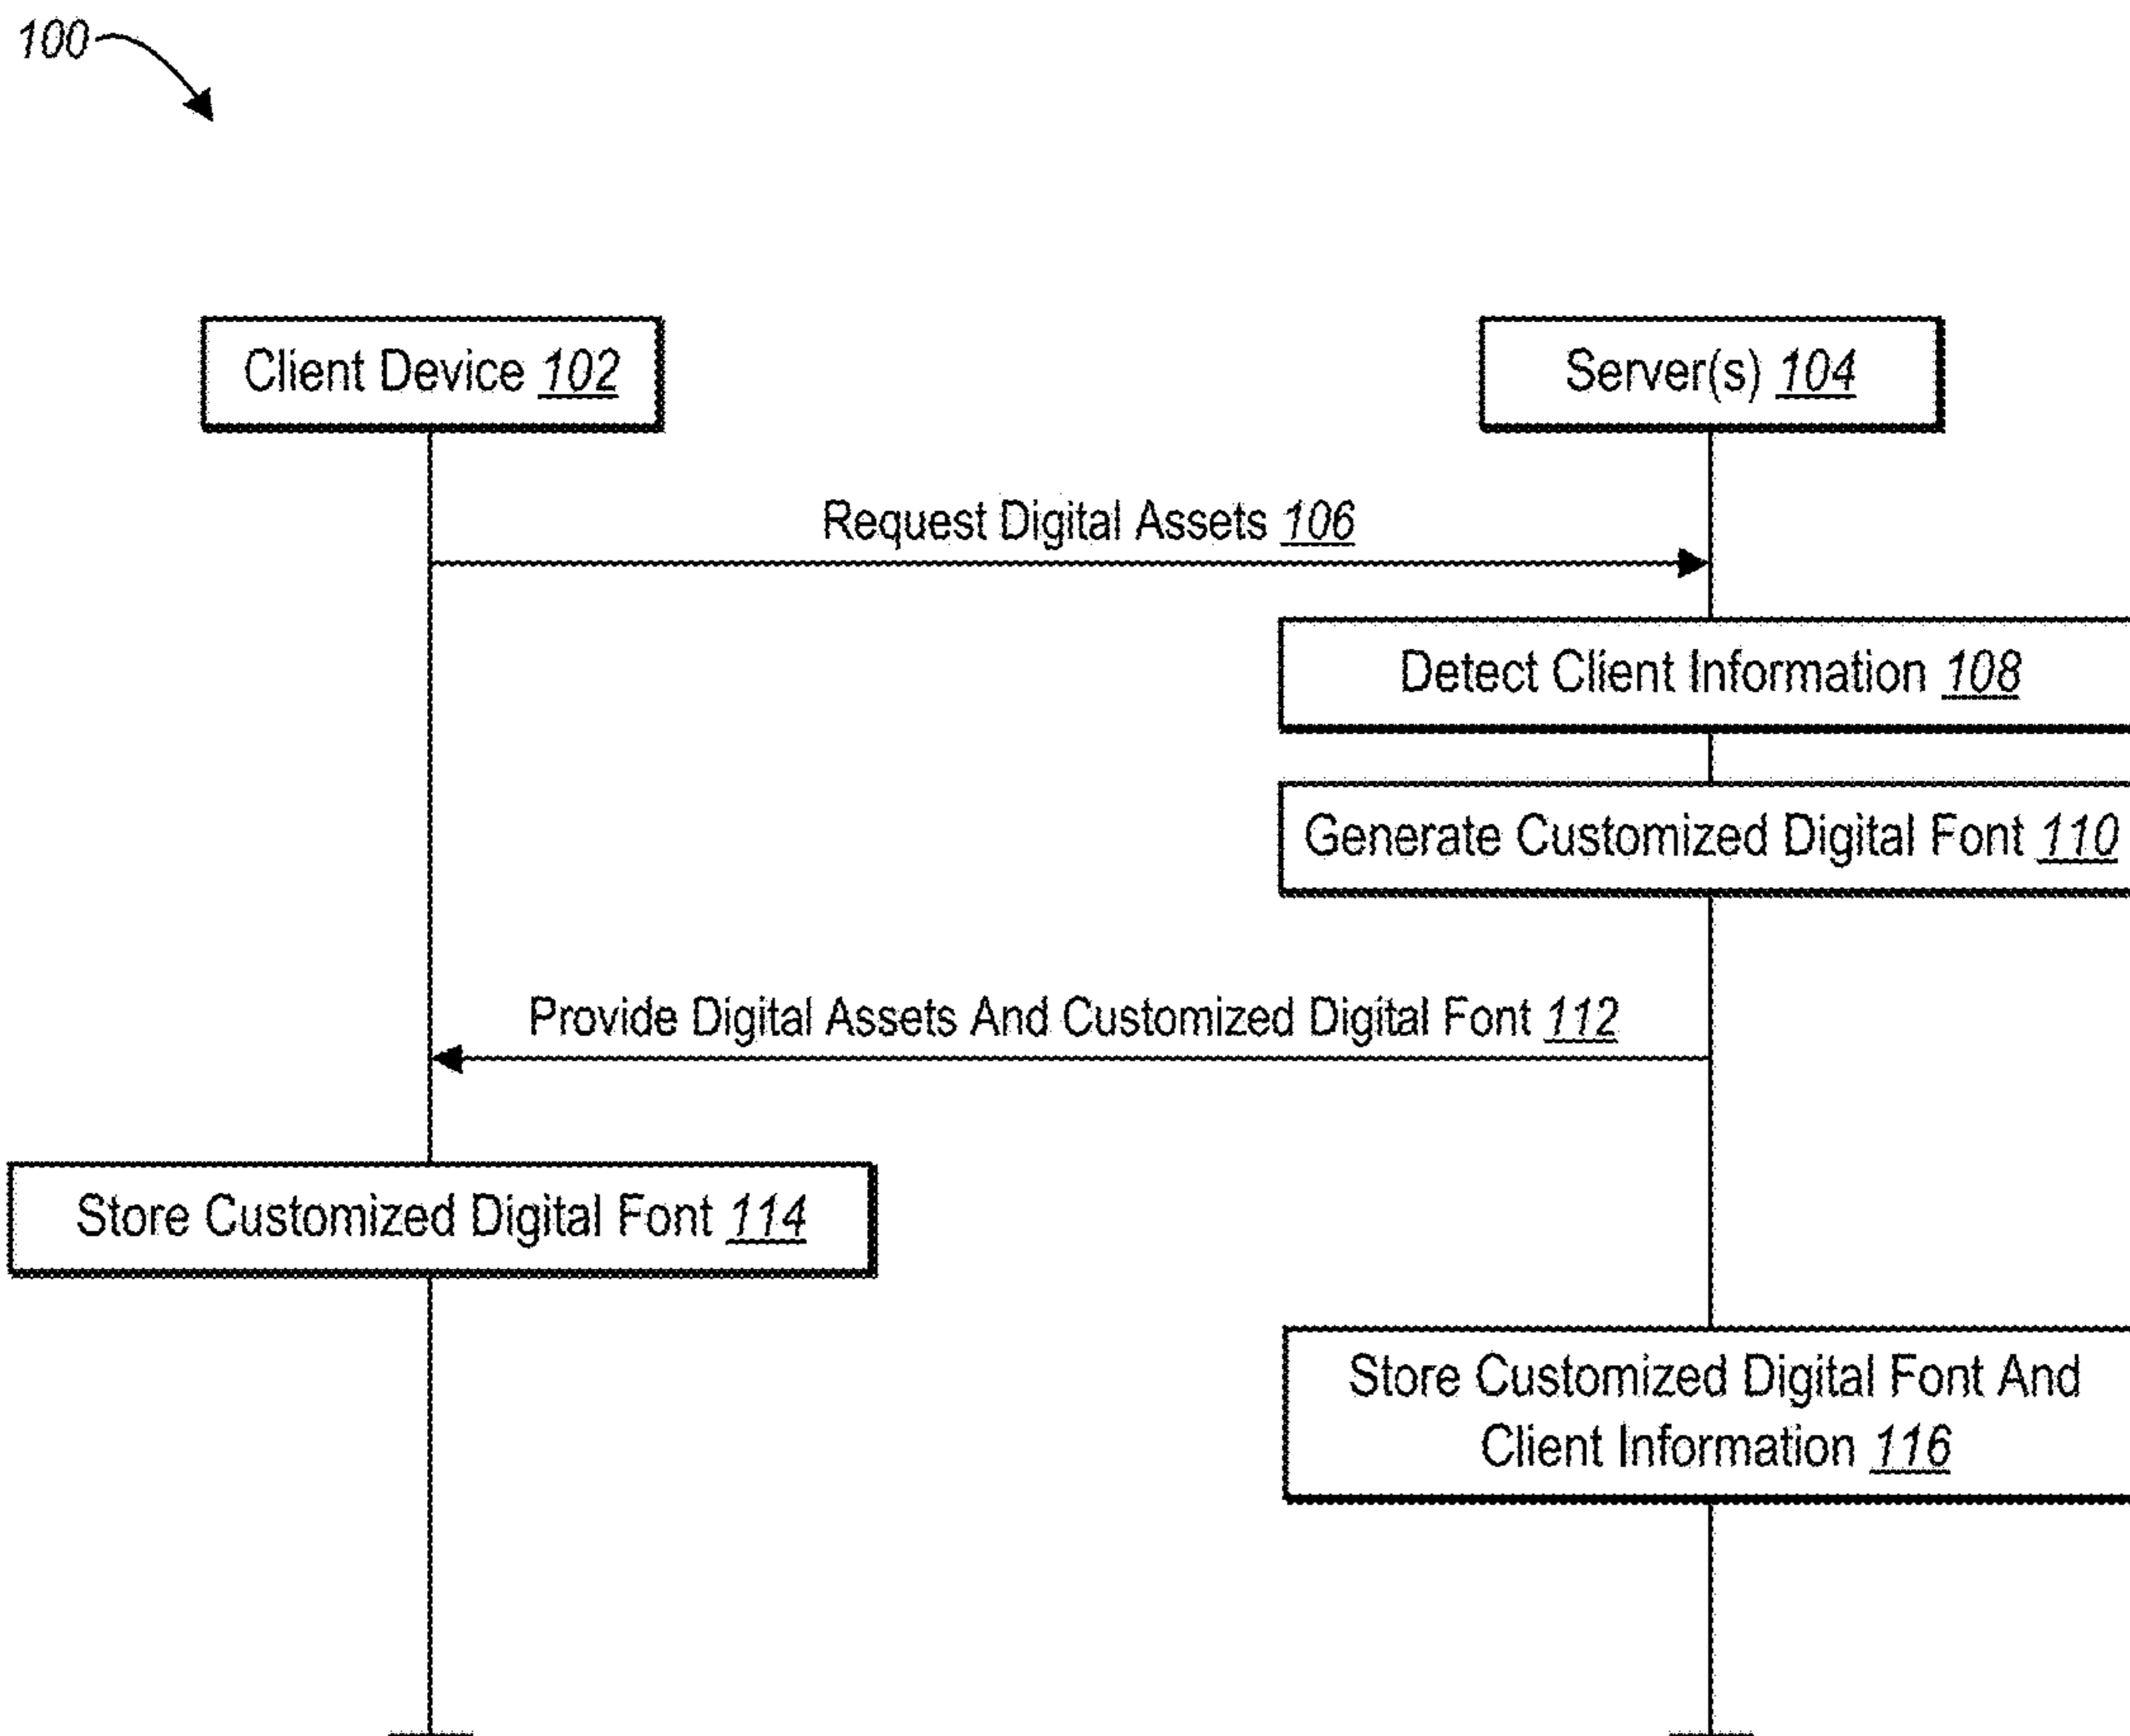 100
Client Device 102
Server(s) 104
Request Digital Assets 106
Detect Client Information 108
Generate Customized Digital Font 110
Provide Digital Assets And Customized Digital Font 112
Store Customized Digital Font 114
Store Customized Digital Font And
Client Information 116